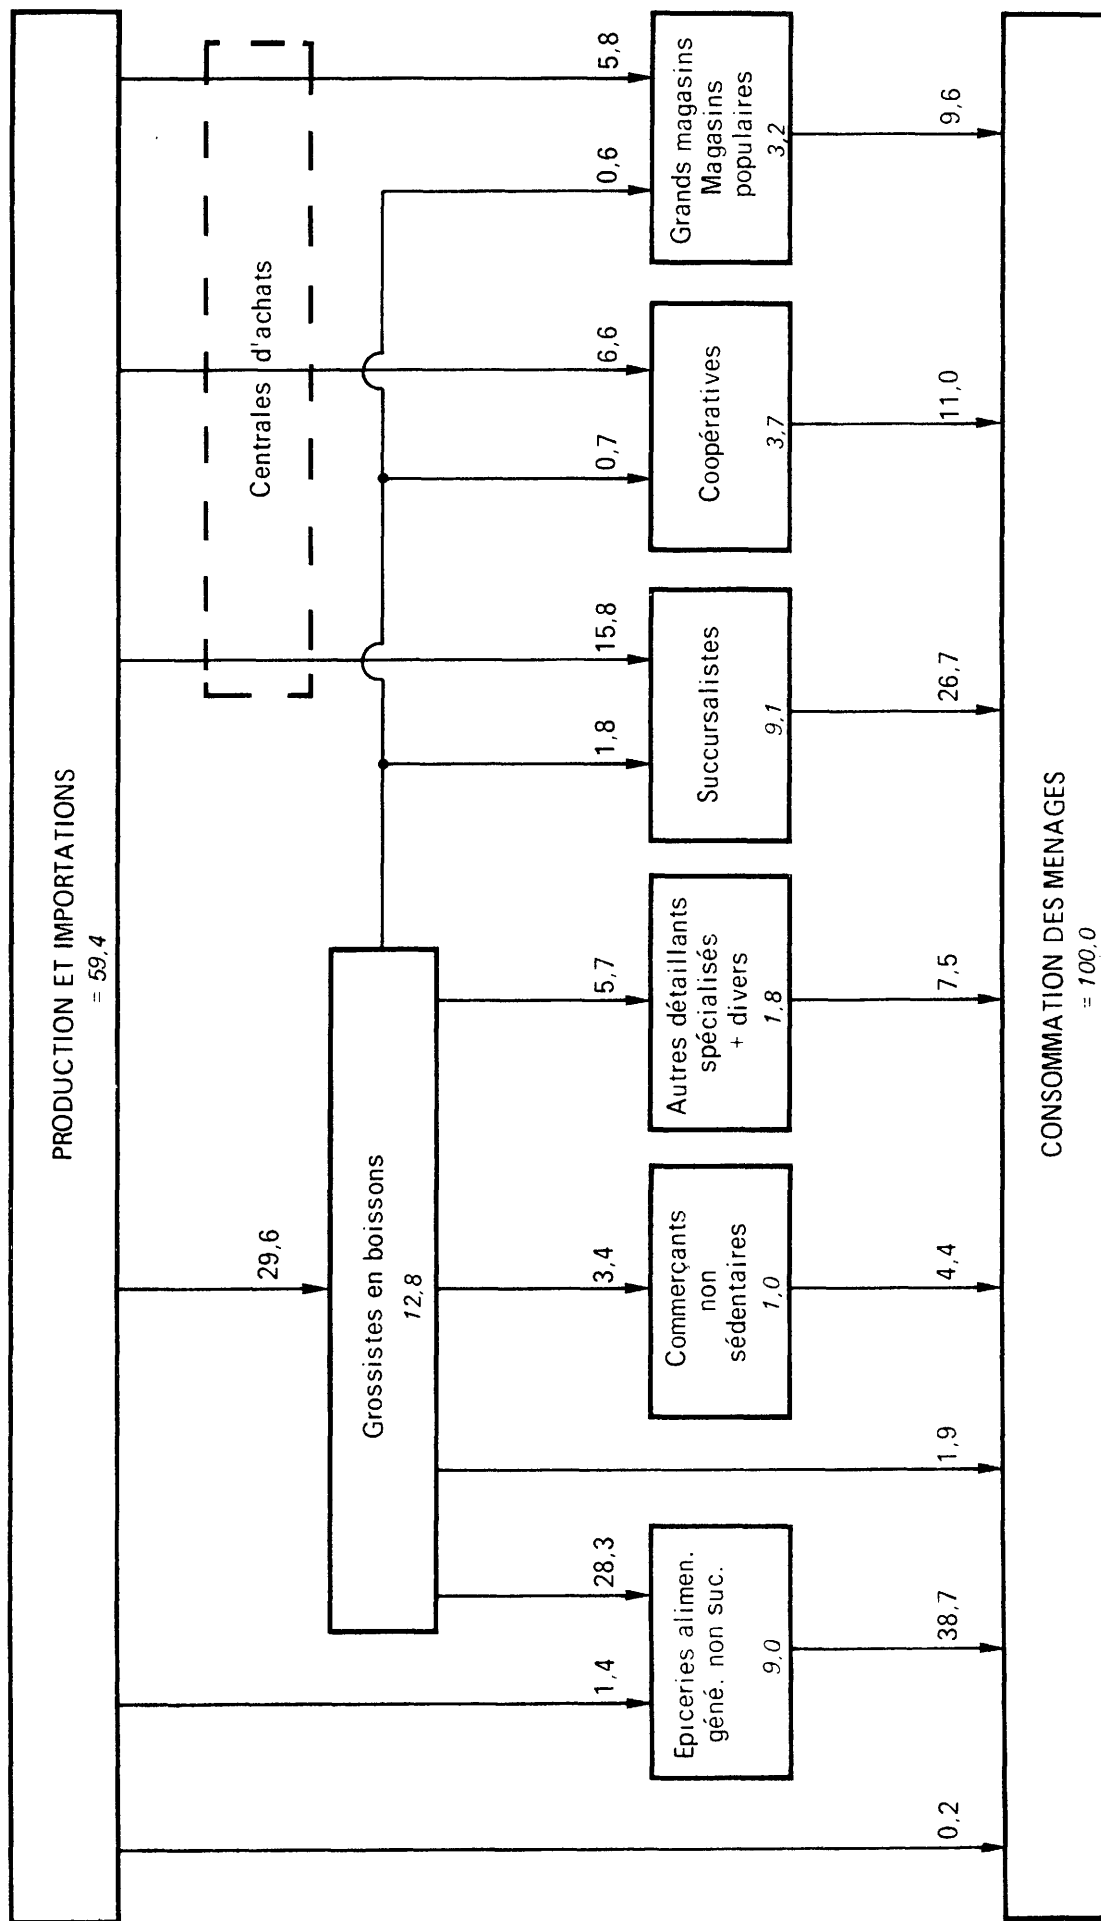 PRODUCTION ET IMPORTATIONS
= 59,4
Centrales d'achats
29,6
Grossistes en boissons
12,8
1,4
28,3
3,4
5,7
1,8
15,8
0,7
6,6
0,6
5,8
Epiceries alimen.
géné. non suc.
9,0
Commerçants
non
sédentaires
1,0
Autres détaillants
spécialisés
+ divers
1,8
Succursalistes
9,1
Coopératives
3,7
Grands magasins
Magasins
populaires
3,2
0,2
38,7
1,9
4,4
7,5
26,7
11,0
9,6
CONSOMMATION DES MENAGES
= 100,0